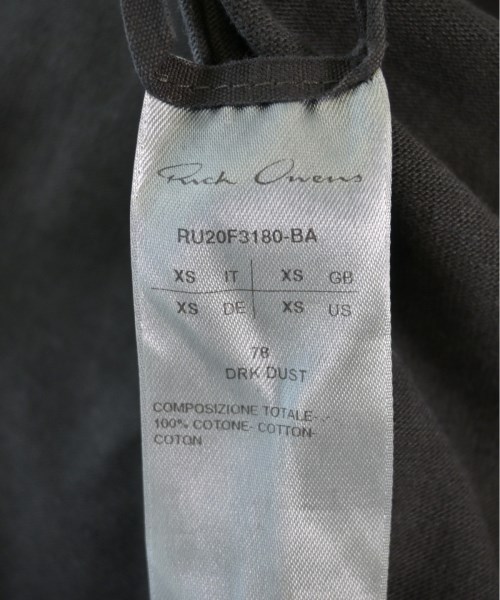 Rick Owens
RU20F3180-BA
XS IT XS GB
XS DE XS US
78
DRK DUST
COMPOSIZIONE TOTALE-.-
100% COTONE- COTTON-
COTON